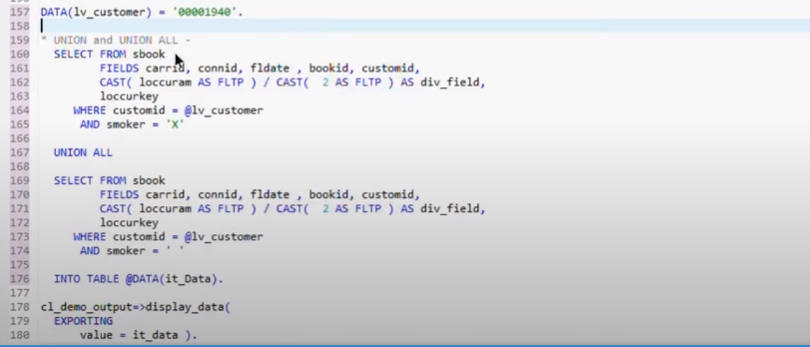 157 DATA(lv_customer) = '00001940'.
158
159 * UNION and UNION ALL -
160 SELECT FROM sbook
161 FIELDS carrid, connid, fldate , bookid, customid,
162 CAST( loccuram AS FLTP ) / CAST(  2 AS FLTP ) AS div_field,
163 loccurkey
164 WHERE customid = @lv_customer
165 AND smoker = 'X'
166
167 UNION ALL
168
169 SELECT FROM sbook
170 FIELDS carrid, connid, fldate , bookid, customid,
171 CAST( loccuram AS FLTP ) / CAST(  2 AS FLTP ) AS div_field,
172 loccurkey
173 WHERE customid = @lv_customer
174 AND smoker = ' '
175
176 INTO TABLE @DATA(it_Data).
177
178 cl_demo_output=>display_data(
179 EXPORTING
180 value = it_data ).